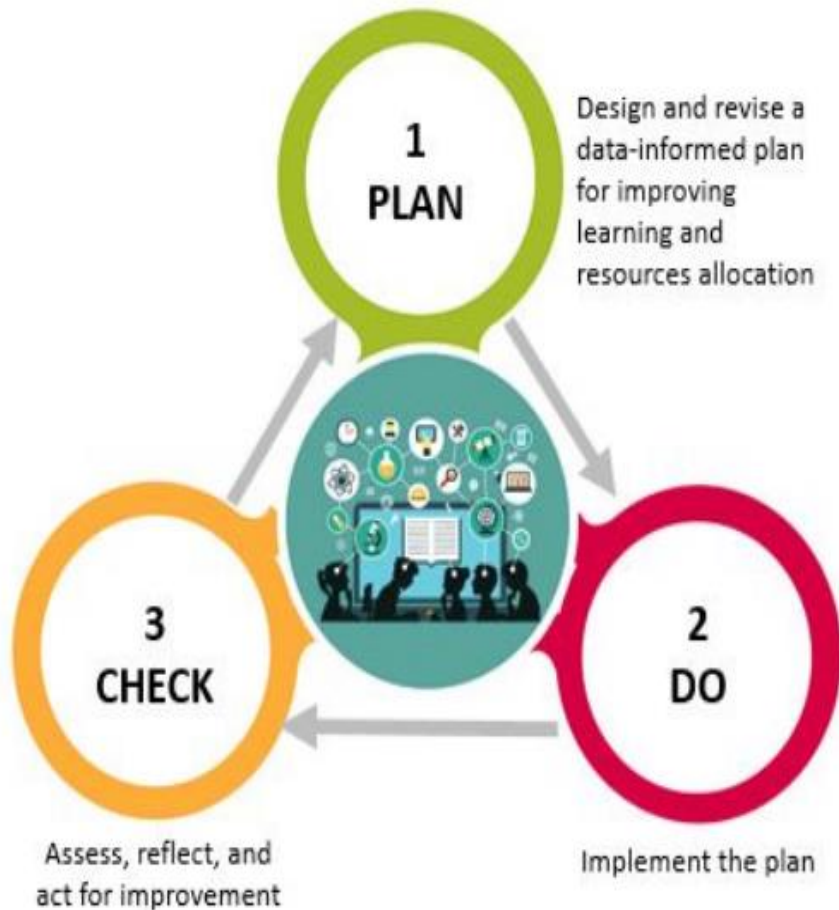 1
PLAN
Design and revise a
data-informed plan
for improving
learning and
resources allocation
2
DO
Implement the plan
3
CHECK
Assess, reflect, and
act for improvement